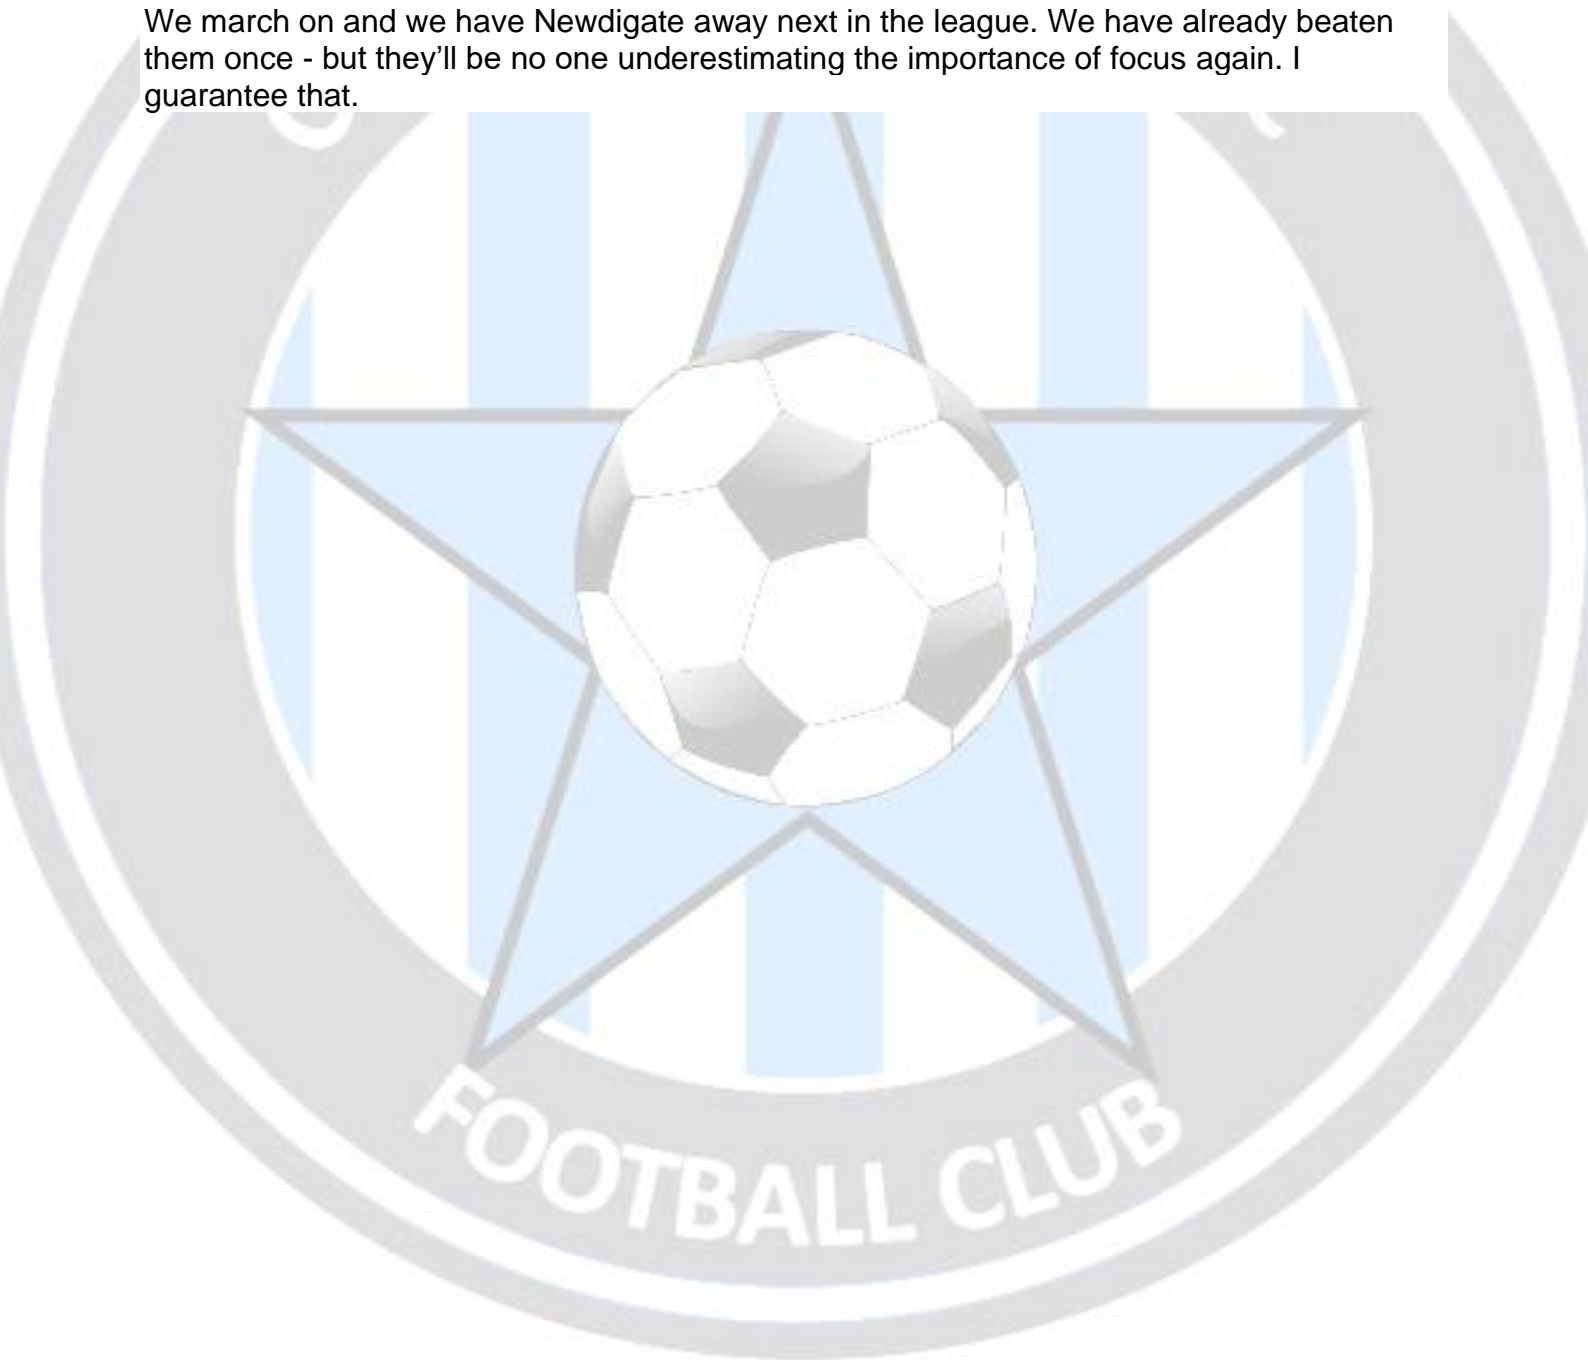 We march on and we have Newdigate away next in the league. We have already beaten
them once - but they’ll be no one underestimating the importance of focus again. I
guarantee that.
FOOTBALL CLUB